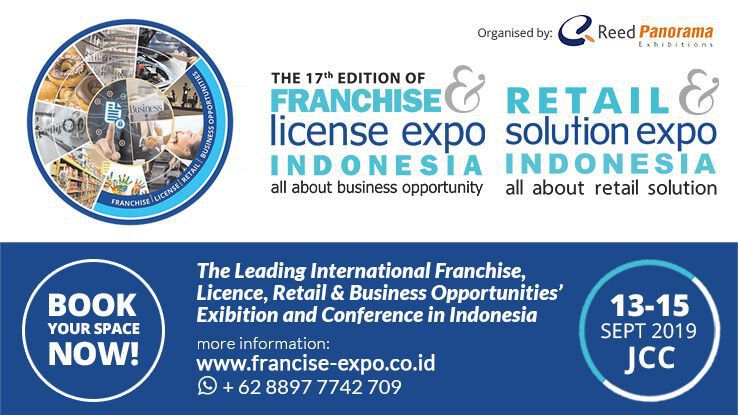 Organised by: Reed Panorama
Exhibitions
THE 17th EDITION OF
FRANCHISE &
license expo
INDONESIA
all about business opportunity
RETAIL &
solution expo
INDONESIA
all about retail solution
Business
FRANCHISE | LICENSE | RETAIL | BUSINESS OPPORTUNITIES
BOOK
YOUR SPACE
NOW!
The Leading International Franchise,
Licence, Retail & Business Opportunities’
Exibition and Conference in Indonesia
more information:
www.francise-expo.co.id
+ 62 8897 7742 709
13-15
SEPT 2019
JCC